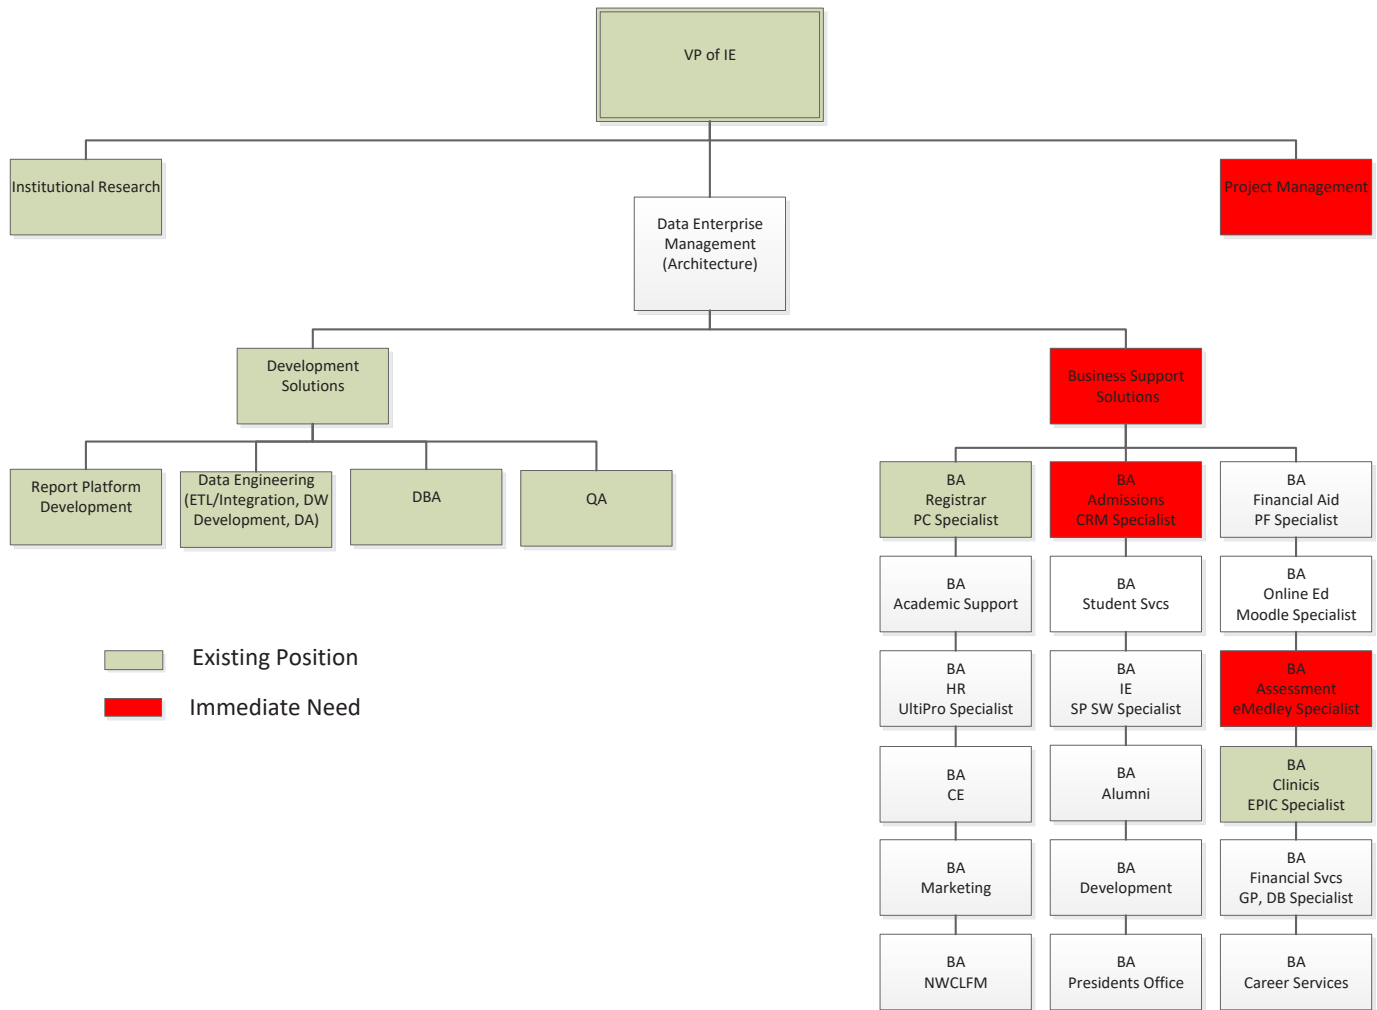 VP of IE
Institutional Research
Project Management
Data Enterprise
Management
(Architecture)
Development
Solutions
Business Support
Solutions
Report Platform
Development
Data Engineering
(ETL/Integration, DW
Development, DA)
DBA
QA
BA
Registrar
PC Specialist
BA
Admissions
CRM Specialist
BA
Financial Aid
PF Specialist
BA
Academic Support
BA
Student Svcs
BA
Online Ed
Moodle Specialist
Existing Position
Immediate Need
BA
HR
UltiPro Specialist
BA
IE
SP SW Specialist
BA
Assessment
eMedley Specialist
BA
CE
BA
Alumni
BA
Clinicis
EPIC Specialist
BA
Marketing
BA
Development
BA
Financial Svcs
GP, DB Specialist
BA
NWCLFM
BA
Presidents Office
BA
Career Services